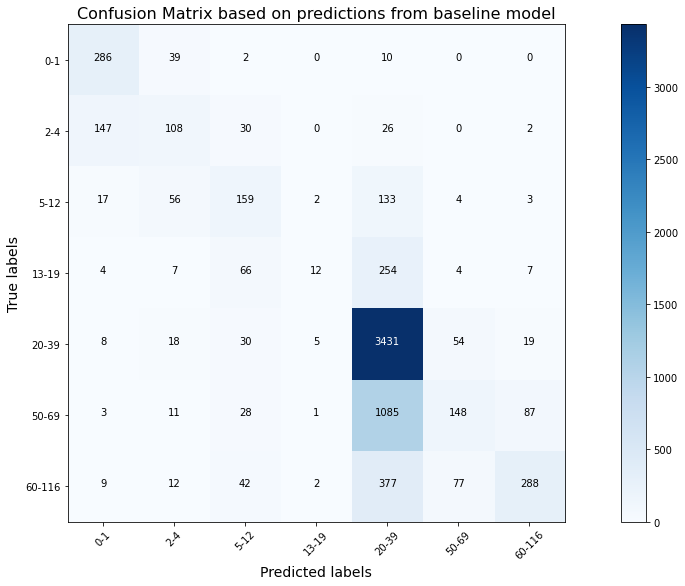 Confusion Matrix based on predictions from baseline model
True labels
0-1 286 39 2 0 10 0 0
2-4 147 108 30 0 26 0 2
5-12 17 56 159 2 133 4 3
13-19 4 7 66 12 254 4 7
20-39 8 18 30 5 3431 54 19
50-69 3 11 28 1 1085 148 87
60-116 9 12 42 2 377 77 288
0-1 2-4 5-12 13-19 20-39 50-69 60-116
Predicted labels
3000
2500
2000
1500
1000
500
0